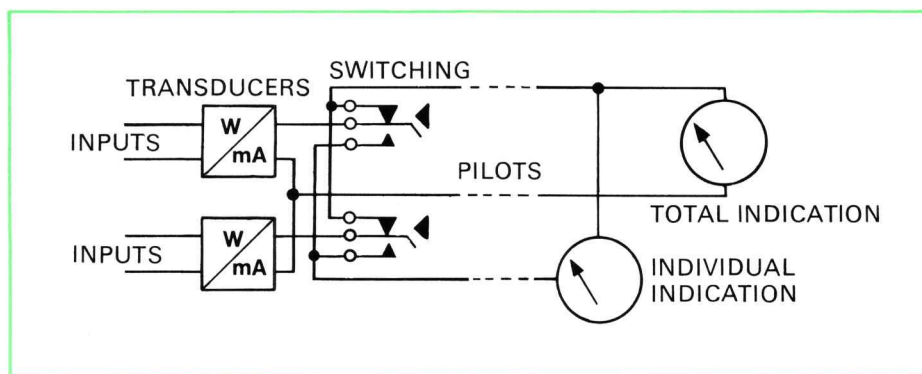 SWITCHING
TRANSDUCERS
W
mA
INPUTS
PILOTS
TOTAL INDICATION
W
mA
INPUTS
INDIVIDUAL
INDICATION